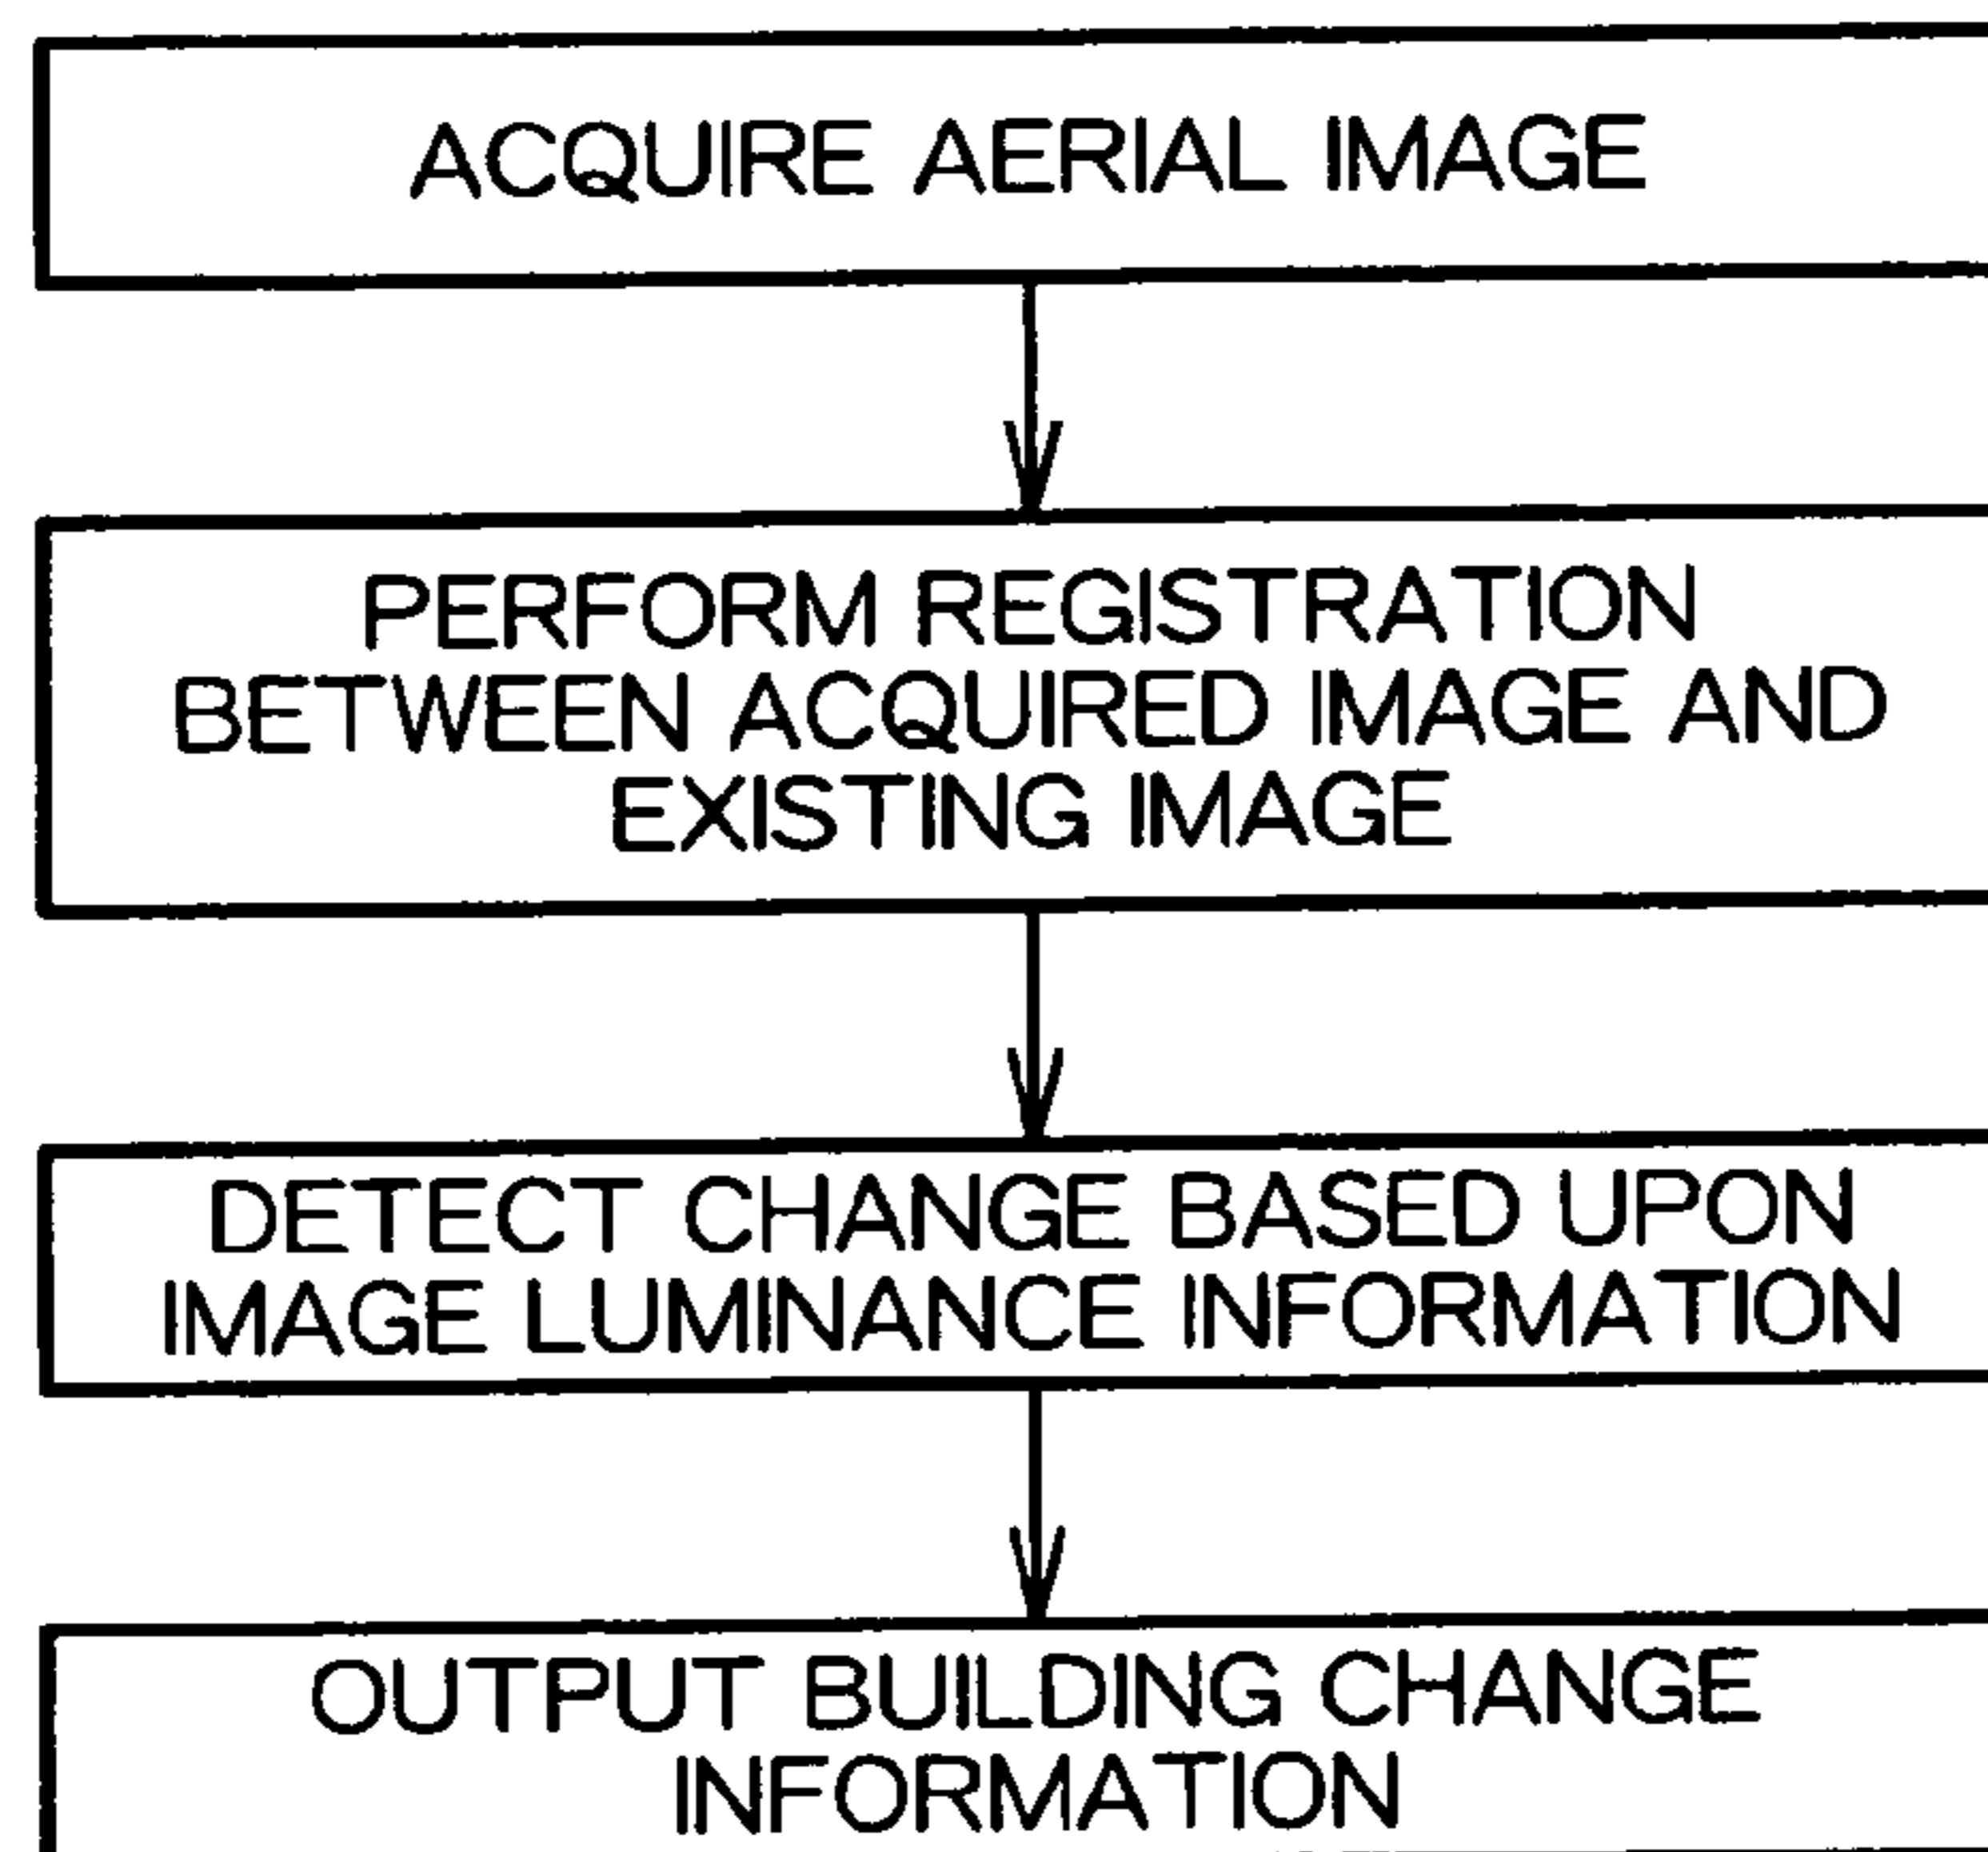 ACQUIRE AERIAL IMAGE
PERFORM REGISTRATION
BETWEEN ACQUIRED IMAGE AND
EXISTING IMAGE
DETECT CHANGE BASED UPON
IMAGE LUMINANCE INFORMATION
OUTPUT BUILDING CHANGE
INFORMATION